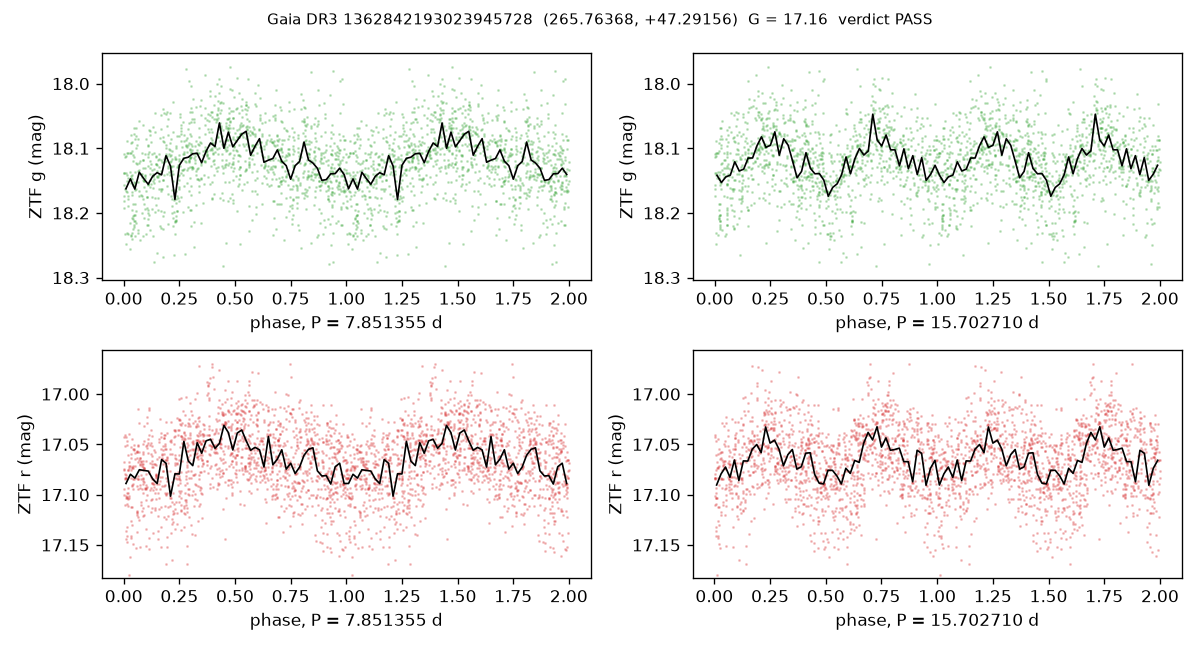 Gaia DR3 1362842193023945728 (265.76368, +47.29156) G = 17.16 verdict PASS
ZTF g (mag)
18.0
18.1
18.2
18.3
0.00 0.25 0.50 0.75 1.00 1.25 1.50 1.75 2.00
phase, P = 7.851355 d
ZTF g (mag)
18.0
18.1
18.2
18.3
0.00 0.25 0.50 0.75 1.00 1.25 1.50 1.75 2.00
phase, P = 15.702710 d
ZTF r (mag)
17.00
17.05
17.10
17.15
0.00 0.25 0.50 0.75 1.00 1.25 1.50 1.75 2.00
phase, P = 7.851355 d
ZTF r (mag)
17.00
17.05
17.10
17.15
0.00 0.25 0.50 0.75 1.00 1.25 1.50 1.75 2.00
phase, P = 15.702710 d